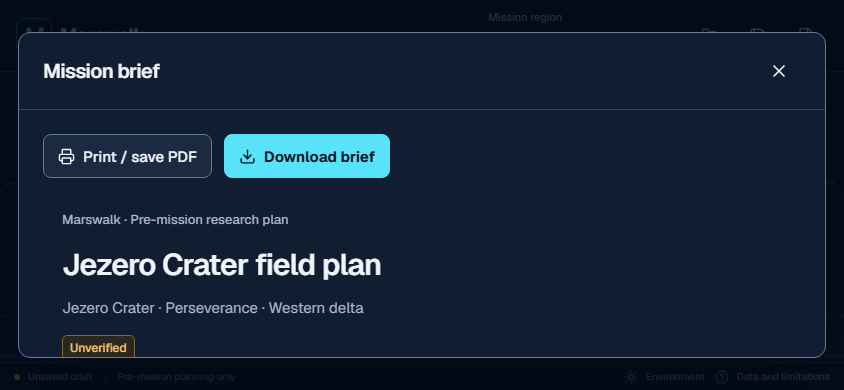 Mission region
Mission brief
Print / save PDF
Download brief
Marswalk · Pre-mission research plan
Jezero Crater field plan
Jezero Crater · Perseverance · Western delta
Unverified
Unsaved draft / Pre-mission planning only
Environment
Data and limitations